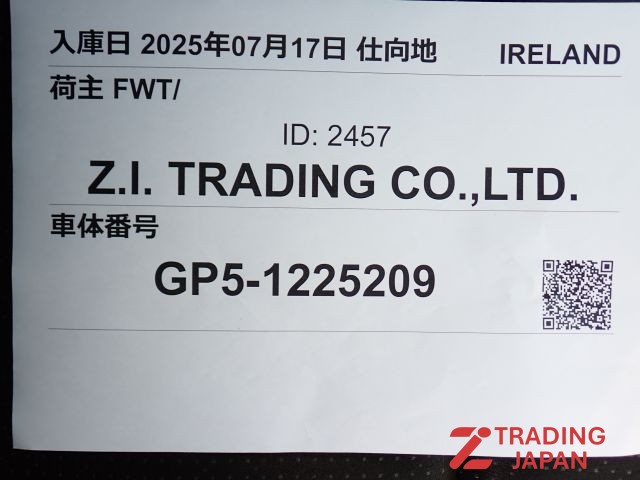 入庫日 2025年07月17日 仕向地 IRELAND
荷主 FWT/
ID: 2457
Z.I. TRADING CO.,LTD.
車体番号
GP5-1225209
TRADING
JAPAN